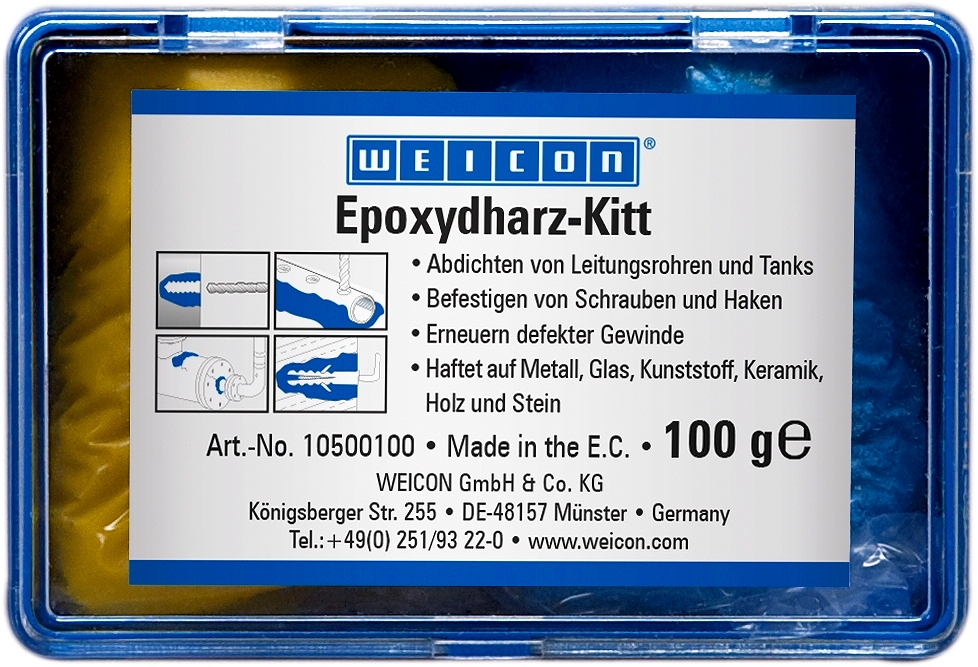 WEICON®
Epoxydharz-Kitt
• Abdichten von Leitungsrohren und Tanks
• Befestigen von Schrauben und Haken
• Erneuern defekter Gewinde
• Haftet auf Metall, Glas, Kunststoff, Keramik,
Holz und Stein
Art.-No. 10500100 • Made in the E.C. • 100 g ℮
WEICON GmbH & Co. KG
Königsberger Str. 255 • DE-48157 Münster • Germany
Tel.:+49(0) 251/93 22-0 • www.weicon.com